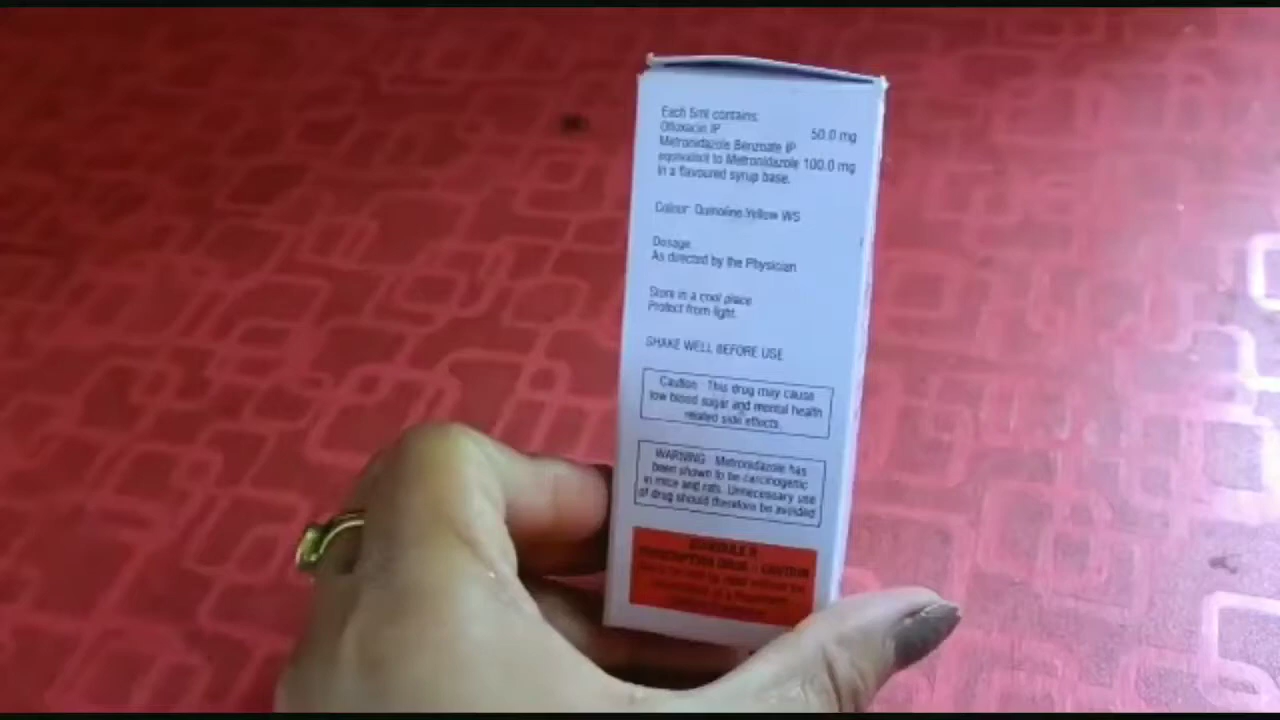 Each 5ml contains:
Ofloxacin IP 50.0 mg
Metronidazole Benzoate IP
equivalent to Metronidazole 100.0 mg
In a flavoured syrup base.
Colour: Quinoline Yellow WS
Dosage
As directed by the Physician
Store in a cool place
Protect from light.
SHAKE WELL BEFORE USE
Caution: This drug may cause
low blood sugar and mental health
related side effects.
WARNING: Metronidazole has
been shown to be carcinogenic
in mice and rats. Unnecessary use
of drug should therefore be avoided
SCHEDULE H
PRESCRIPTION DRUG - CAUTION